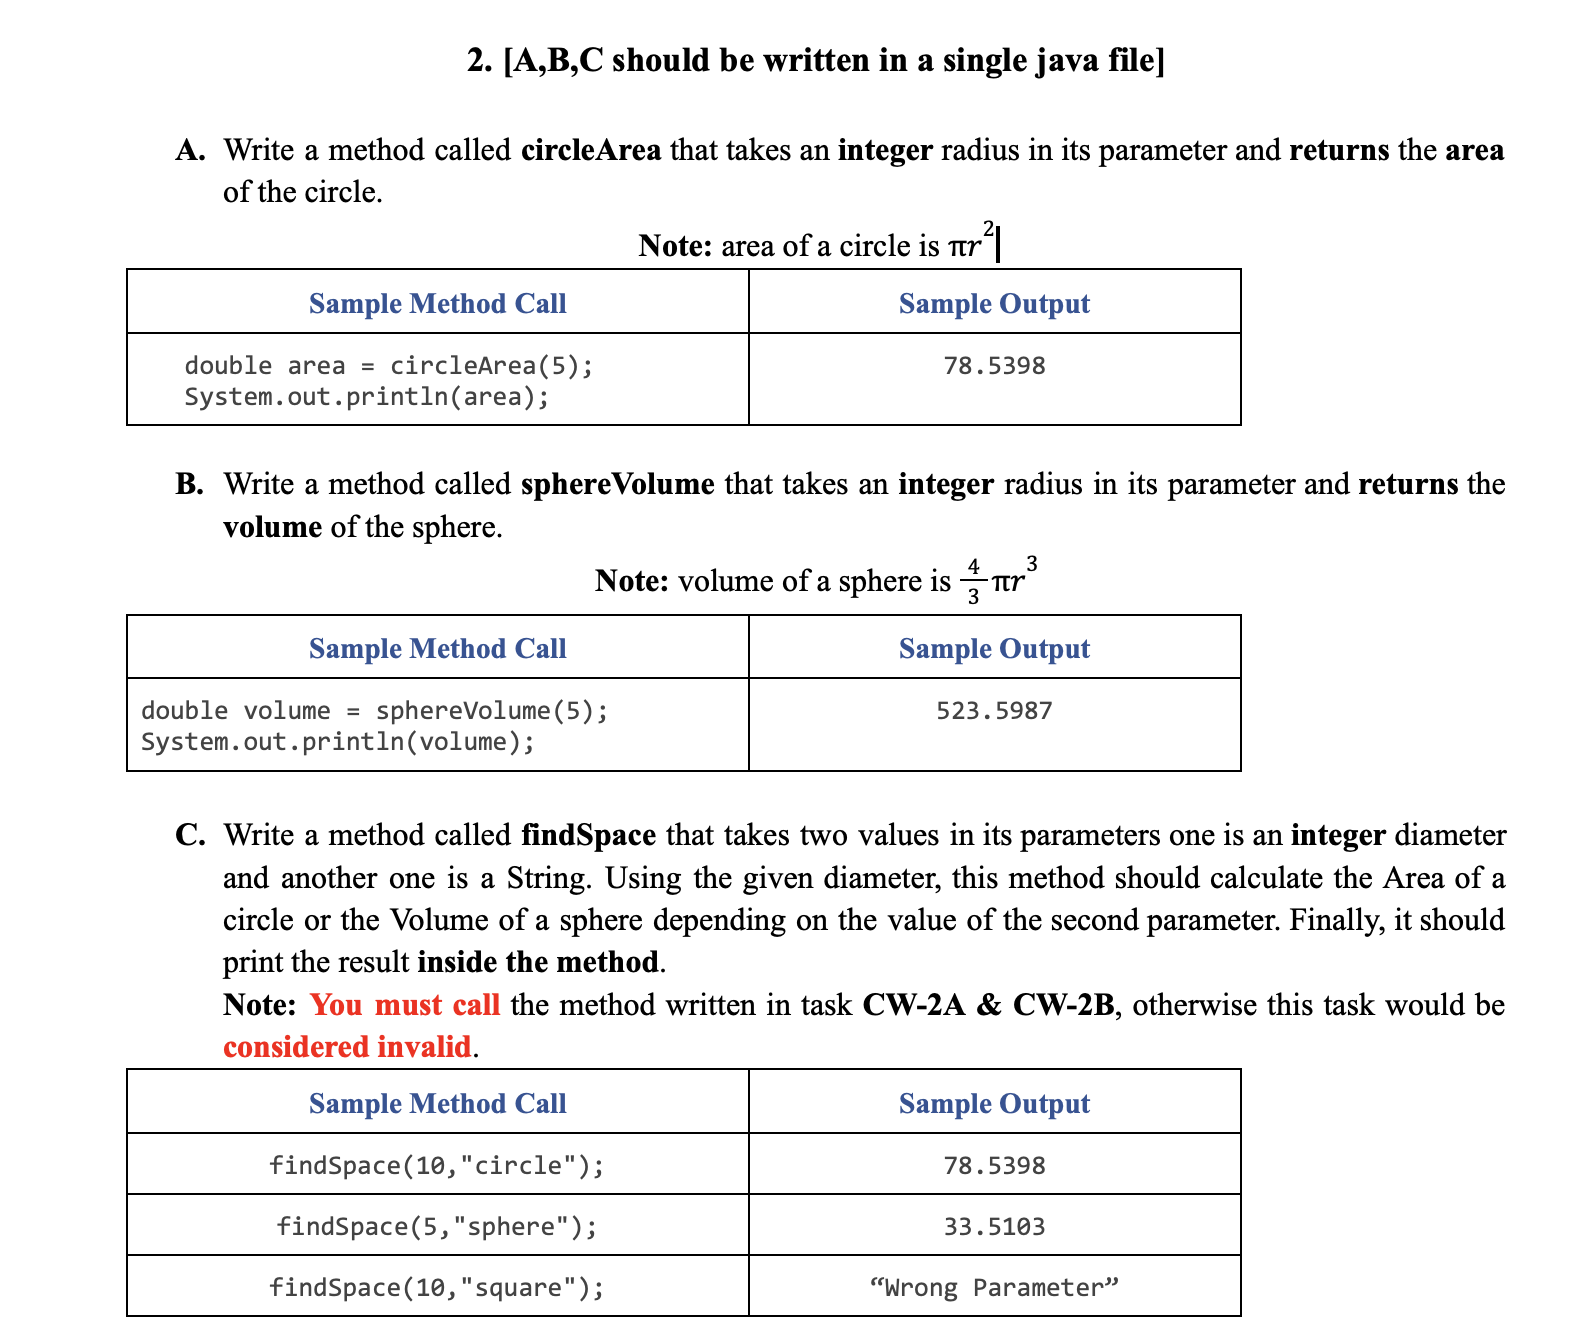 2. [A,B,C should be written in a single java file]
A. Write a method called circleArea that takes an integer radius in its parameter and returns the area
of the circle.
Note: area of a circle is πr²
Sample Method Call Sample Output
double area = circleArea(5); 78.5398
System.out.println(area);
B. Write a method called sphereVolume that takes an integer radius in its parameter and returns the
volume of the sphere.
Note: volume of a sphere is 4/3 πr³
Sample Method Call Sample Output
double volume = sphereVolume(5); 523.5987
System.out.println(volume);
C. Write a method called findSpace that takes two values in its parameters one is an integer diameter
and another one is a String. Using the given diameter, this method should calculate the Area of a
circle or the Volume of a sphere depending on the value of the second parameter. Finally, it should
print the result inside the method.
Note: You must call the method written in task CW-2A & CW-2B, otherwise this task would be
considered invalid.
Sample Method Call Sample Output
findSpace(10,"circle"); 78.5398
findSpace(5,"sphere"); 33.5103
findSpace(10,"square"); “Wrong Parameter”